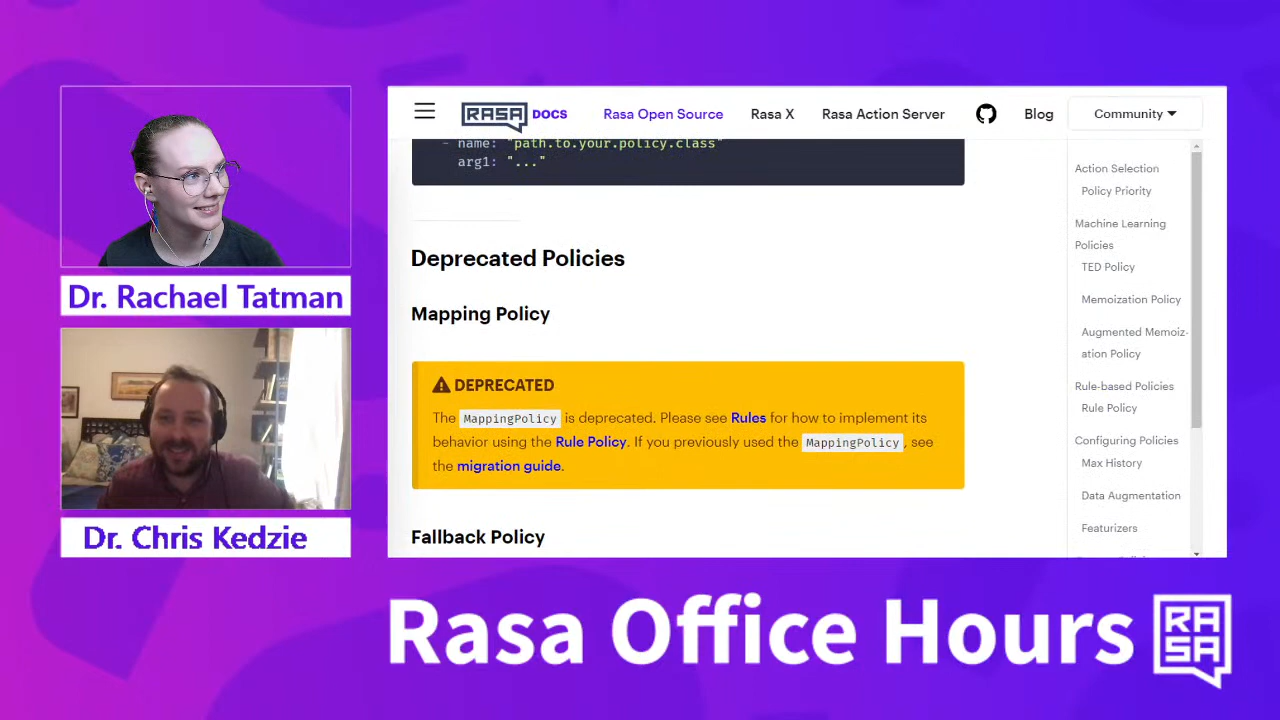 Dr. Rachael Tatman
Dr. Chris Kedzie
RASA DOCS
Rasa Open Source
Rasa X
Rasa Action Server
Blog
Community
- name: "path.to.your.policy.class"
arg1: "..."
Deprecated Policies
Mapping Policy
DEPRECATED
The MappingPolicy is deprecated. Please see Rules for how to implement its
behavior using the Rule Policy. If you previously used the MappingPolicy, see
the migration guide.
Fallback Policy
Action Selection
Policy Priority
Machine Learning
Policies
TED Policy
Memoization Policy
Augmented Memoiz-
ation Policy
Rule-based Policies
Rule Policy
Configuring Policies
Max History
Data Augmentation
Featurizers
Rasa Office Hours
RA
SA